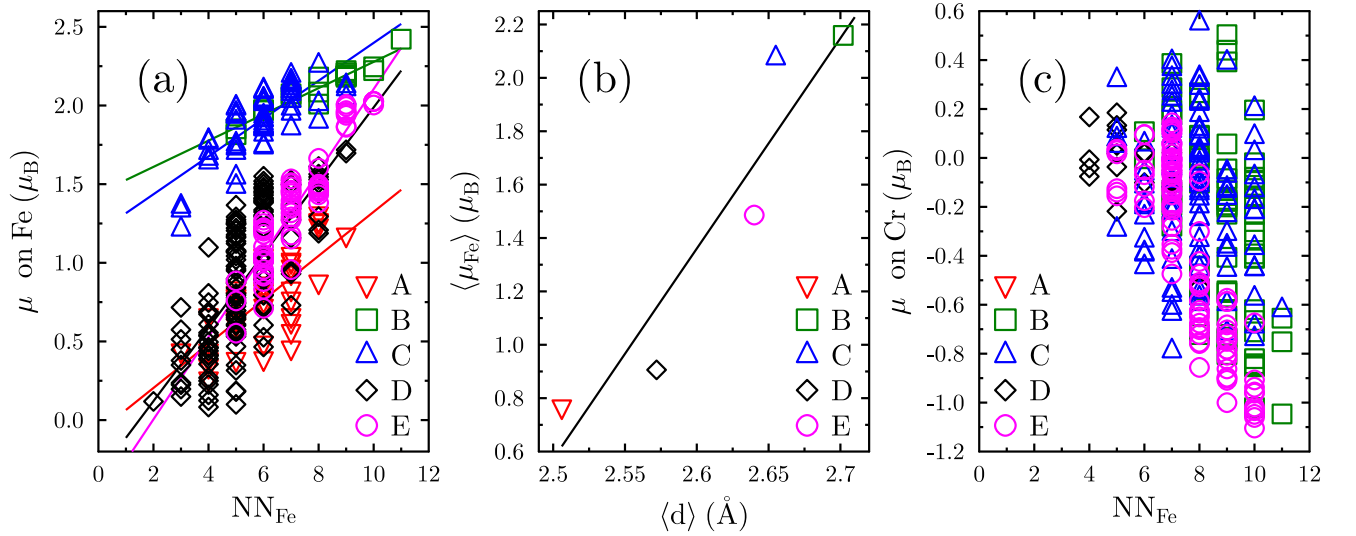 2.5
2.0
1.5
1.0
0.5
0.0
μ on Fe (μB)
(a)
A
B
C
D
E
0 2 4 6 8 10 12
NNFe
2.2
2.0
1.8
1.6
1.4
1.2
1.0
0.8
0.6
⟨μFe⟩ (μB)
(b)
A
B
C
D
E
2.5 2.55 2.6 2.65 2.7
⟨d⟩ (Å)
0.6
0.4
0.2
0.0
-0.2
-0.4
-0.6
-0.8
-1.0
-1.2
μ on Cr (μB)
(c)
A
B
C
D
E
0 2 4 6 8 10 12
NNFe